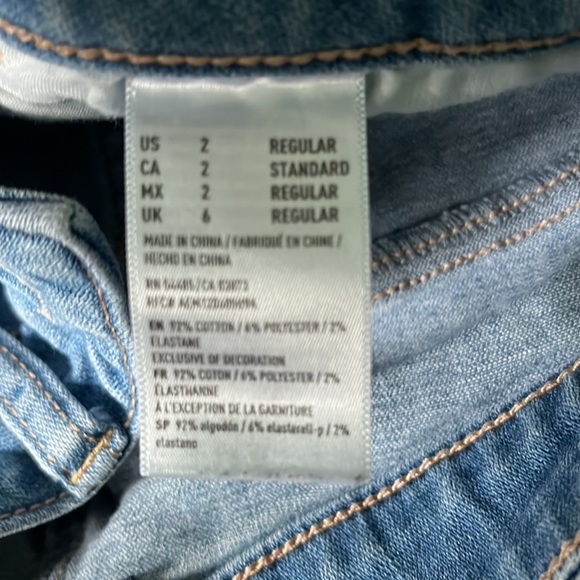 US 2 REGULAR
CA 2 STANDARD
MX 2 REGULAR
UK 6 REGULAR
MADE IN CHINA / FABRIQUÉ EN CHINE /
HECHO EN CHINA
RN 54485/CA
RFC#
EN 92% COTTON / 6% POLYESTER / 2%
ELASTANE
EXCLUSIVE OF DECORATION
FR 92% COTON / 6% POLYESTER / 2%
ÉLASTHANNE
À L'EXCEPTION DE LA GARNITURE
SP 92% algodón / 6% elasterell-p / 2%
elastano